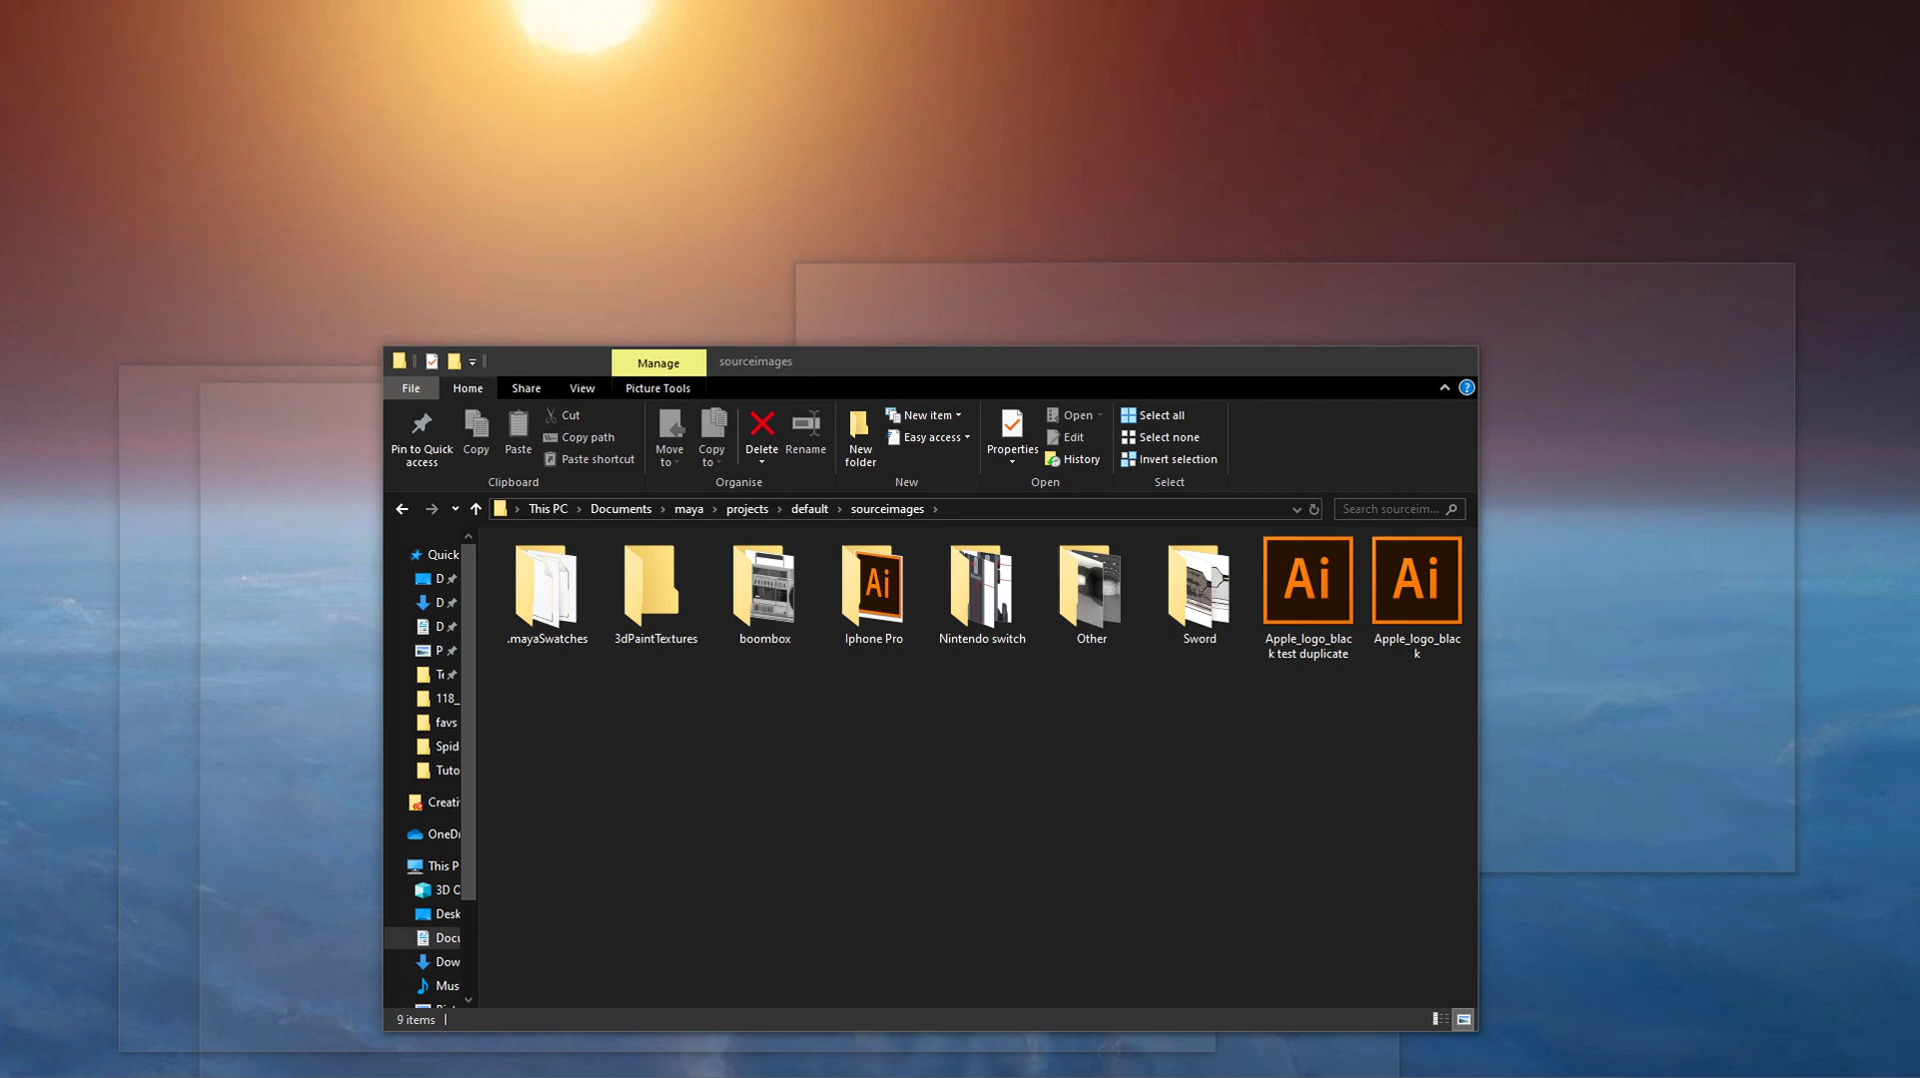 Manage
sourceimages
File
Home
Share
View
Picture Tools
Pin to Quick
access
Copy
Paste
Cut
Copy path
Paste shortcut
Clipboard
Move
to
Copy
to
Delete
Rename
Organise
New
folder
New item
Easy access
New
Properties
Open
Edit
History
Open
Select all
Select none
Invert selection
Select
This PC > Documents > maya > projects > default > sourceimages >
Search sourceim...
Quick
D
D
D
P
Te
118_
favs
Spid
Tuto
Creati
OneDr
This P
3D O
Desk
Docu
Dow
Mus
.mayaSwatches
3dPaintTextures
boombox
Ai
Iphone Pro
Nintendo switch
Other
Sword
Ai
Apple_logo_blac
k test duplicate
Ai
Apple_logo_blac
k
9 items